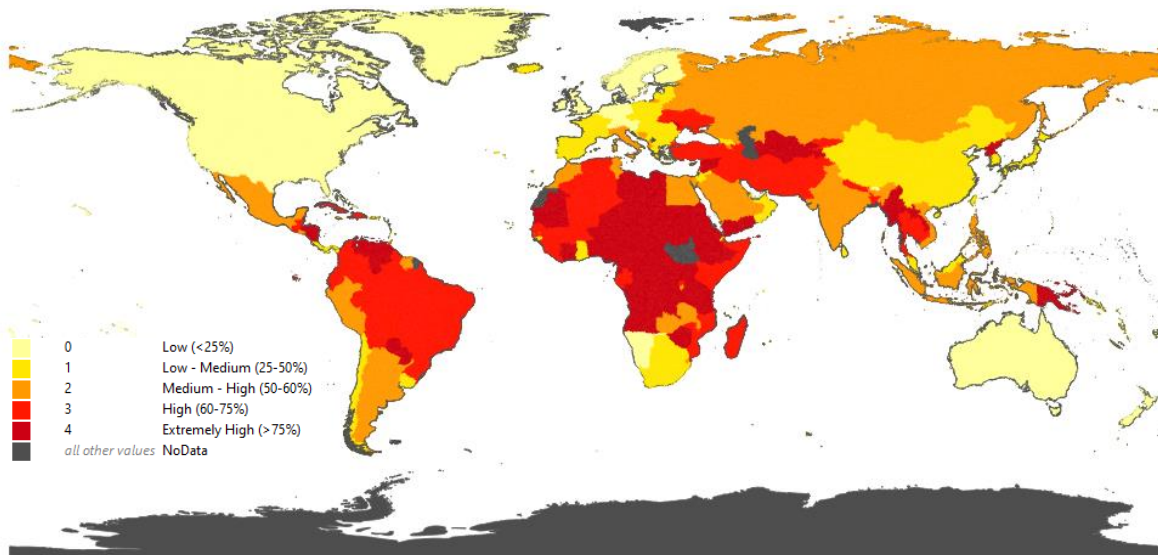 0 Low (<25%)
1 Low - Medium (25-50%)
2 Medium - High (50-60%)
3 High (60-75%)
4 Extremely High (>75%)
all other values NoData